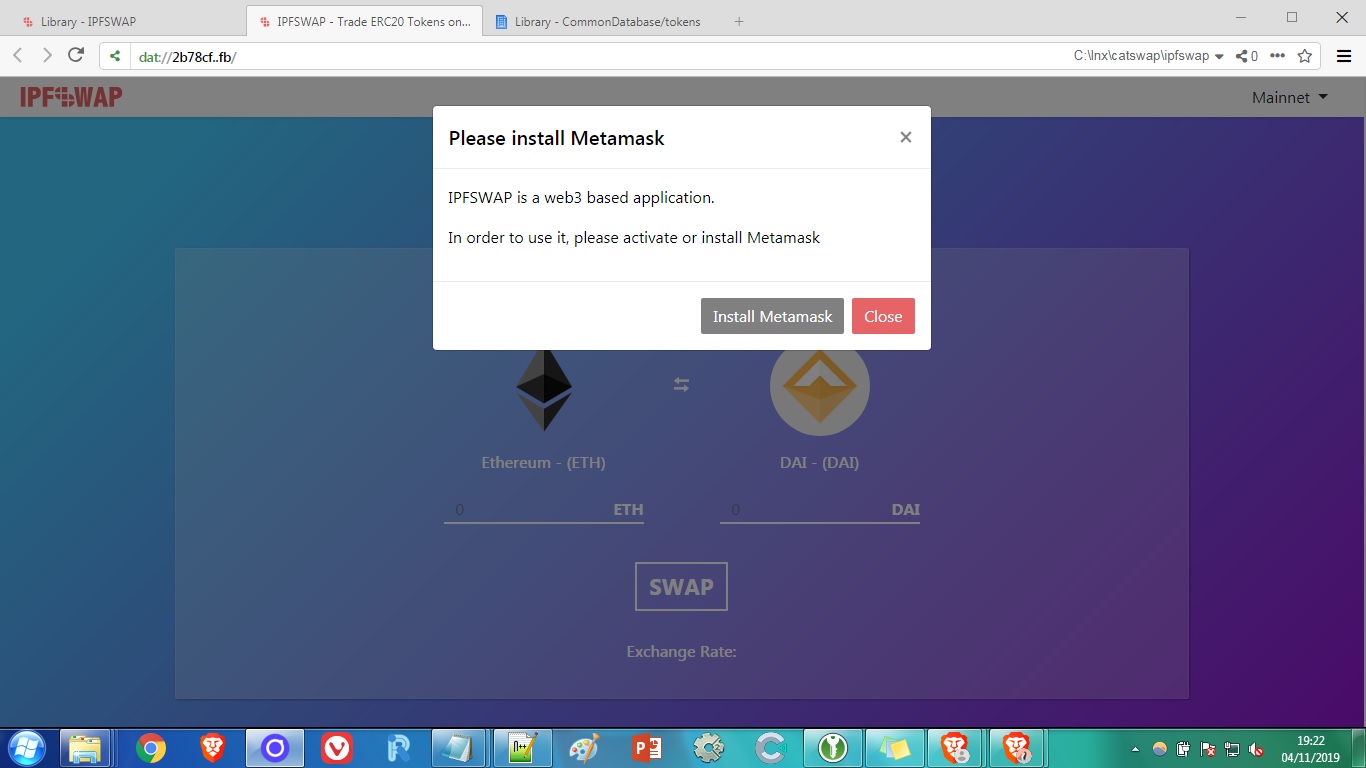 Library - IPFSWAP
IPFSWAP - Trade ERC20 Tokens on...
Library - CommonDatabase/tokens
dat://2b78cf..fb/
C:\lnx\catswap\ipfswap
0
IPFSWAP
Mainnet
Please install Metamask
×
IPFSWAP is a web3 based application.
In order to use it, please activate or install Metamask
Install Metamask
Close
Ethereum - (ETH)
DAI - (DAI)
0
ETH
0
DAI
SWAP
Exchange Rate:
19:22
04/11/2019